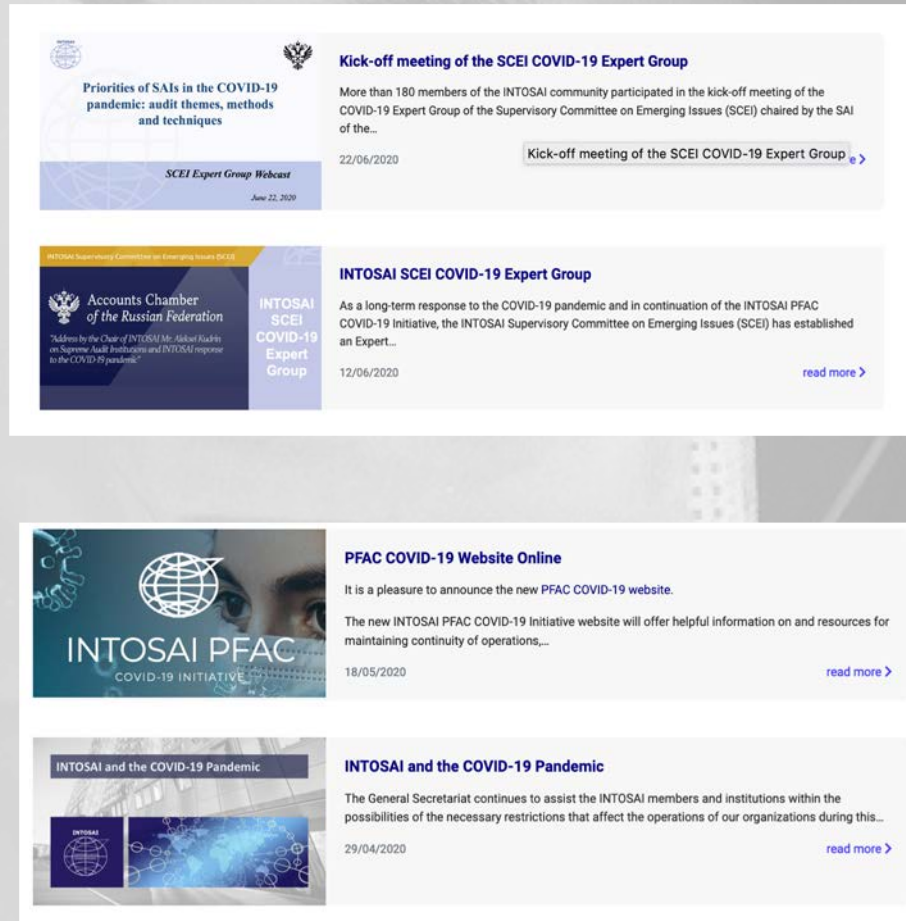 INTOSAI
Priorities of SAIs in the COVID-19
pandemic: audit themes, methods
and techniques
SCEI Expert Group Webcast
June 22, 2020
Kick-off meeting of the SCEI COVID-19 Expert Group
More than 180 members of the INTOSAI community participated in the kick-off meeting of the
COVID-19 Expert Group of the Supervisory Committee on Emerging Issues (SCEI) chaired by the SAI
of the…
22/06/2020
Kick-off meeting of the SCEI COVID-19 Expert Group
e >
INTOSAI Supervisory Committee on Emerging Issues (SCEI)
Accounts Chamber
of the Russian Federation
"Address by the Chair of INTOSAI Mr. Aleksei Kudrin
on Supreme Audit Institutions and INTOSAI response
to the COVID-19 pandemic"
INTOSAI
SCEI
COVID-19
Expert
Group
INTOSAI SCEI COVID-19 Expert Group
As a long-term response to the COVID-19 pandemic and in continuation of the INTOSAI PFAC
COVID-19 Initiative, the INTOSAI Supervisory Committee on Emerging Issues (SCEI) has established
an Expert…
12/06/2020
read more >
INTOSAI PFAC
COVID-19 INITIATIVE
PFAC COVID-19 Website Online
It is a pleasure to announce the new PFAC COVID-19 website.
The new INTOSAI PFAC COVID-19 Initiative website will offer helpful information on and resources for
maintaining continuity of operations,…
18/05/2020
read more >
INTOSAI and the COVID-19 Pandemic
INTOSAI
INTOSAI and the COVID-19 Pandemic
The General Secretariat continues to assist the INTOSAI members and institutions within the
possibilities of the necessary restrictions that affect the operations of our organizations during this…
29/04/2020
read more >